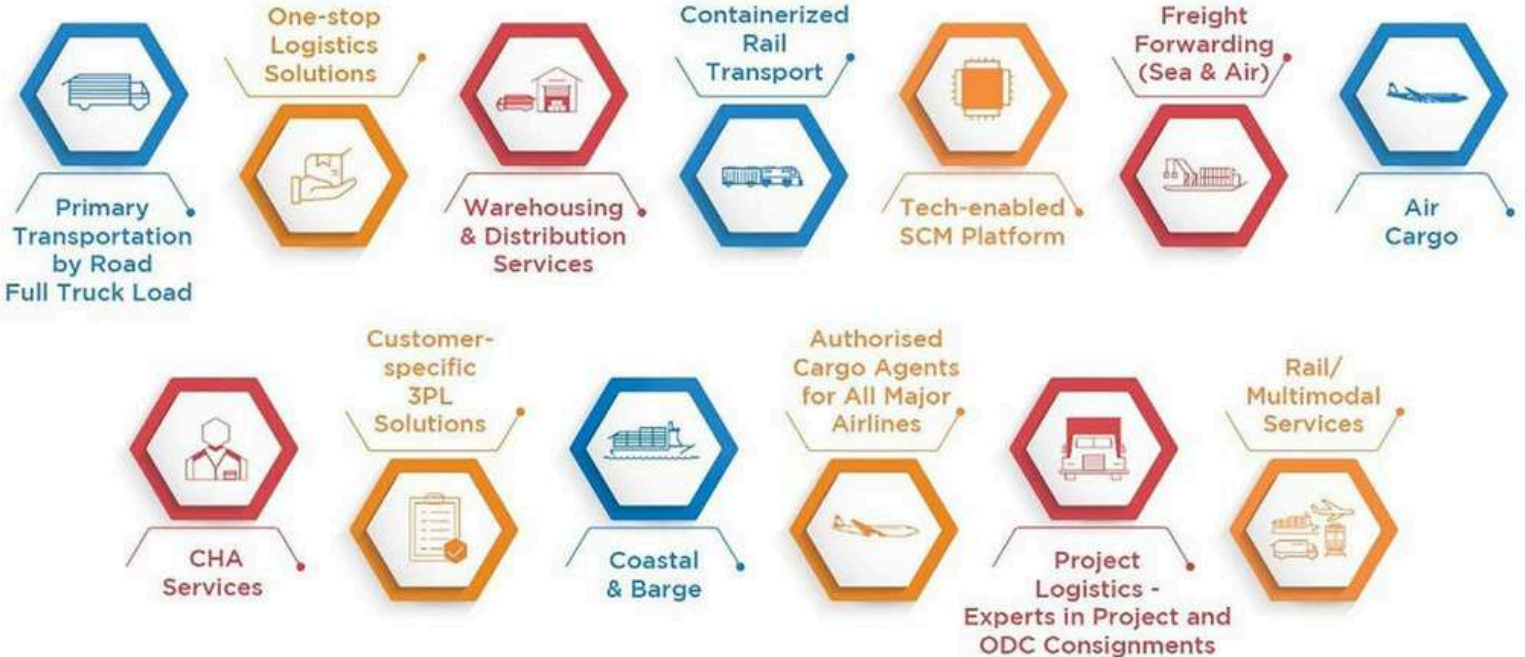 Primary
Transportation
by Road
Full Truck Load
One-stop
Logistics
Solutions
Warehousing
& Distribution
Services
Containerized
Rail
Transport
Tech-enabled
SCM Platform
Freight
Forwarding
(Sea & Air)
Air
Cargo
CHA
Services
Customer-
specific
3PL
Solutions
Coastal
& Barge
Authorised
Cargo Agents
for All Major
Airlines
Project
Logistics -
Experts in Project and
ODC Consignments
Rail/
Multimodal
Services